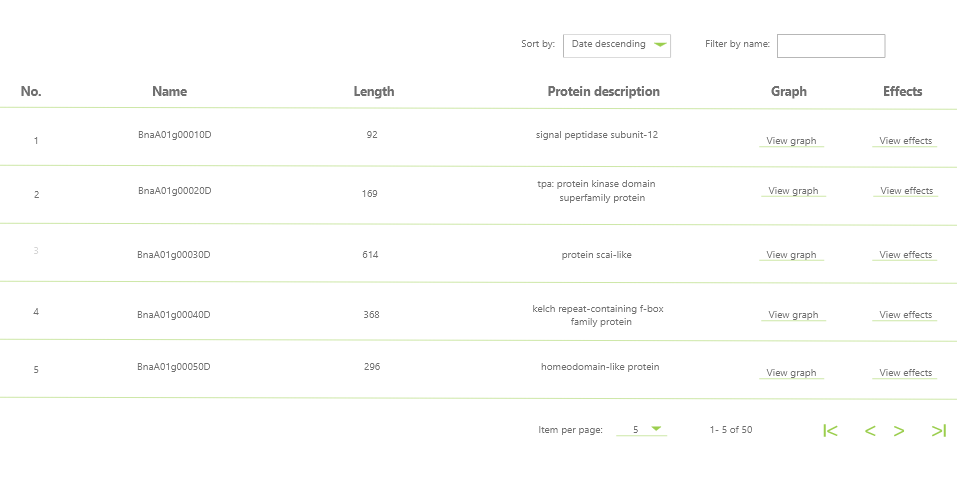 Sort by: Date descending Filter by name:
No. Name Length Protein description Graph Effects
1 BnaA01g00010D 92 signal peptidase subunit-12 View graph View effects
2 BnaA01g00020D 169 tpa: protein kinase domain
superfamily protein View graph View effects
3 BnaA01g00030D 614 protein scai-like View graph View effects
4 BnaA01g00040D 368 kelch repeat-containing f-box
family protein View graph View effects
5 BnaA01g00050D 296 homeodomain-like protein View graph View effects
Item per page: 5 1- 5 of 50